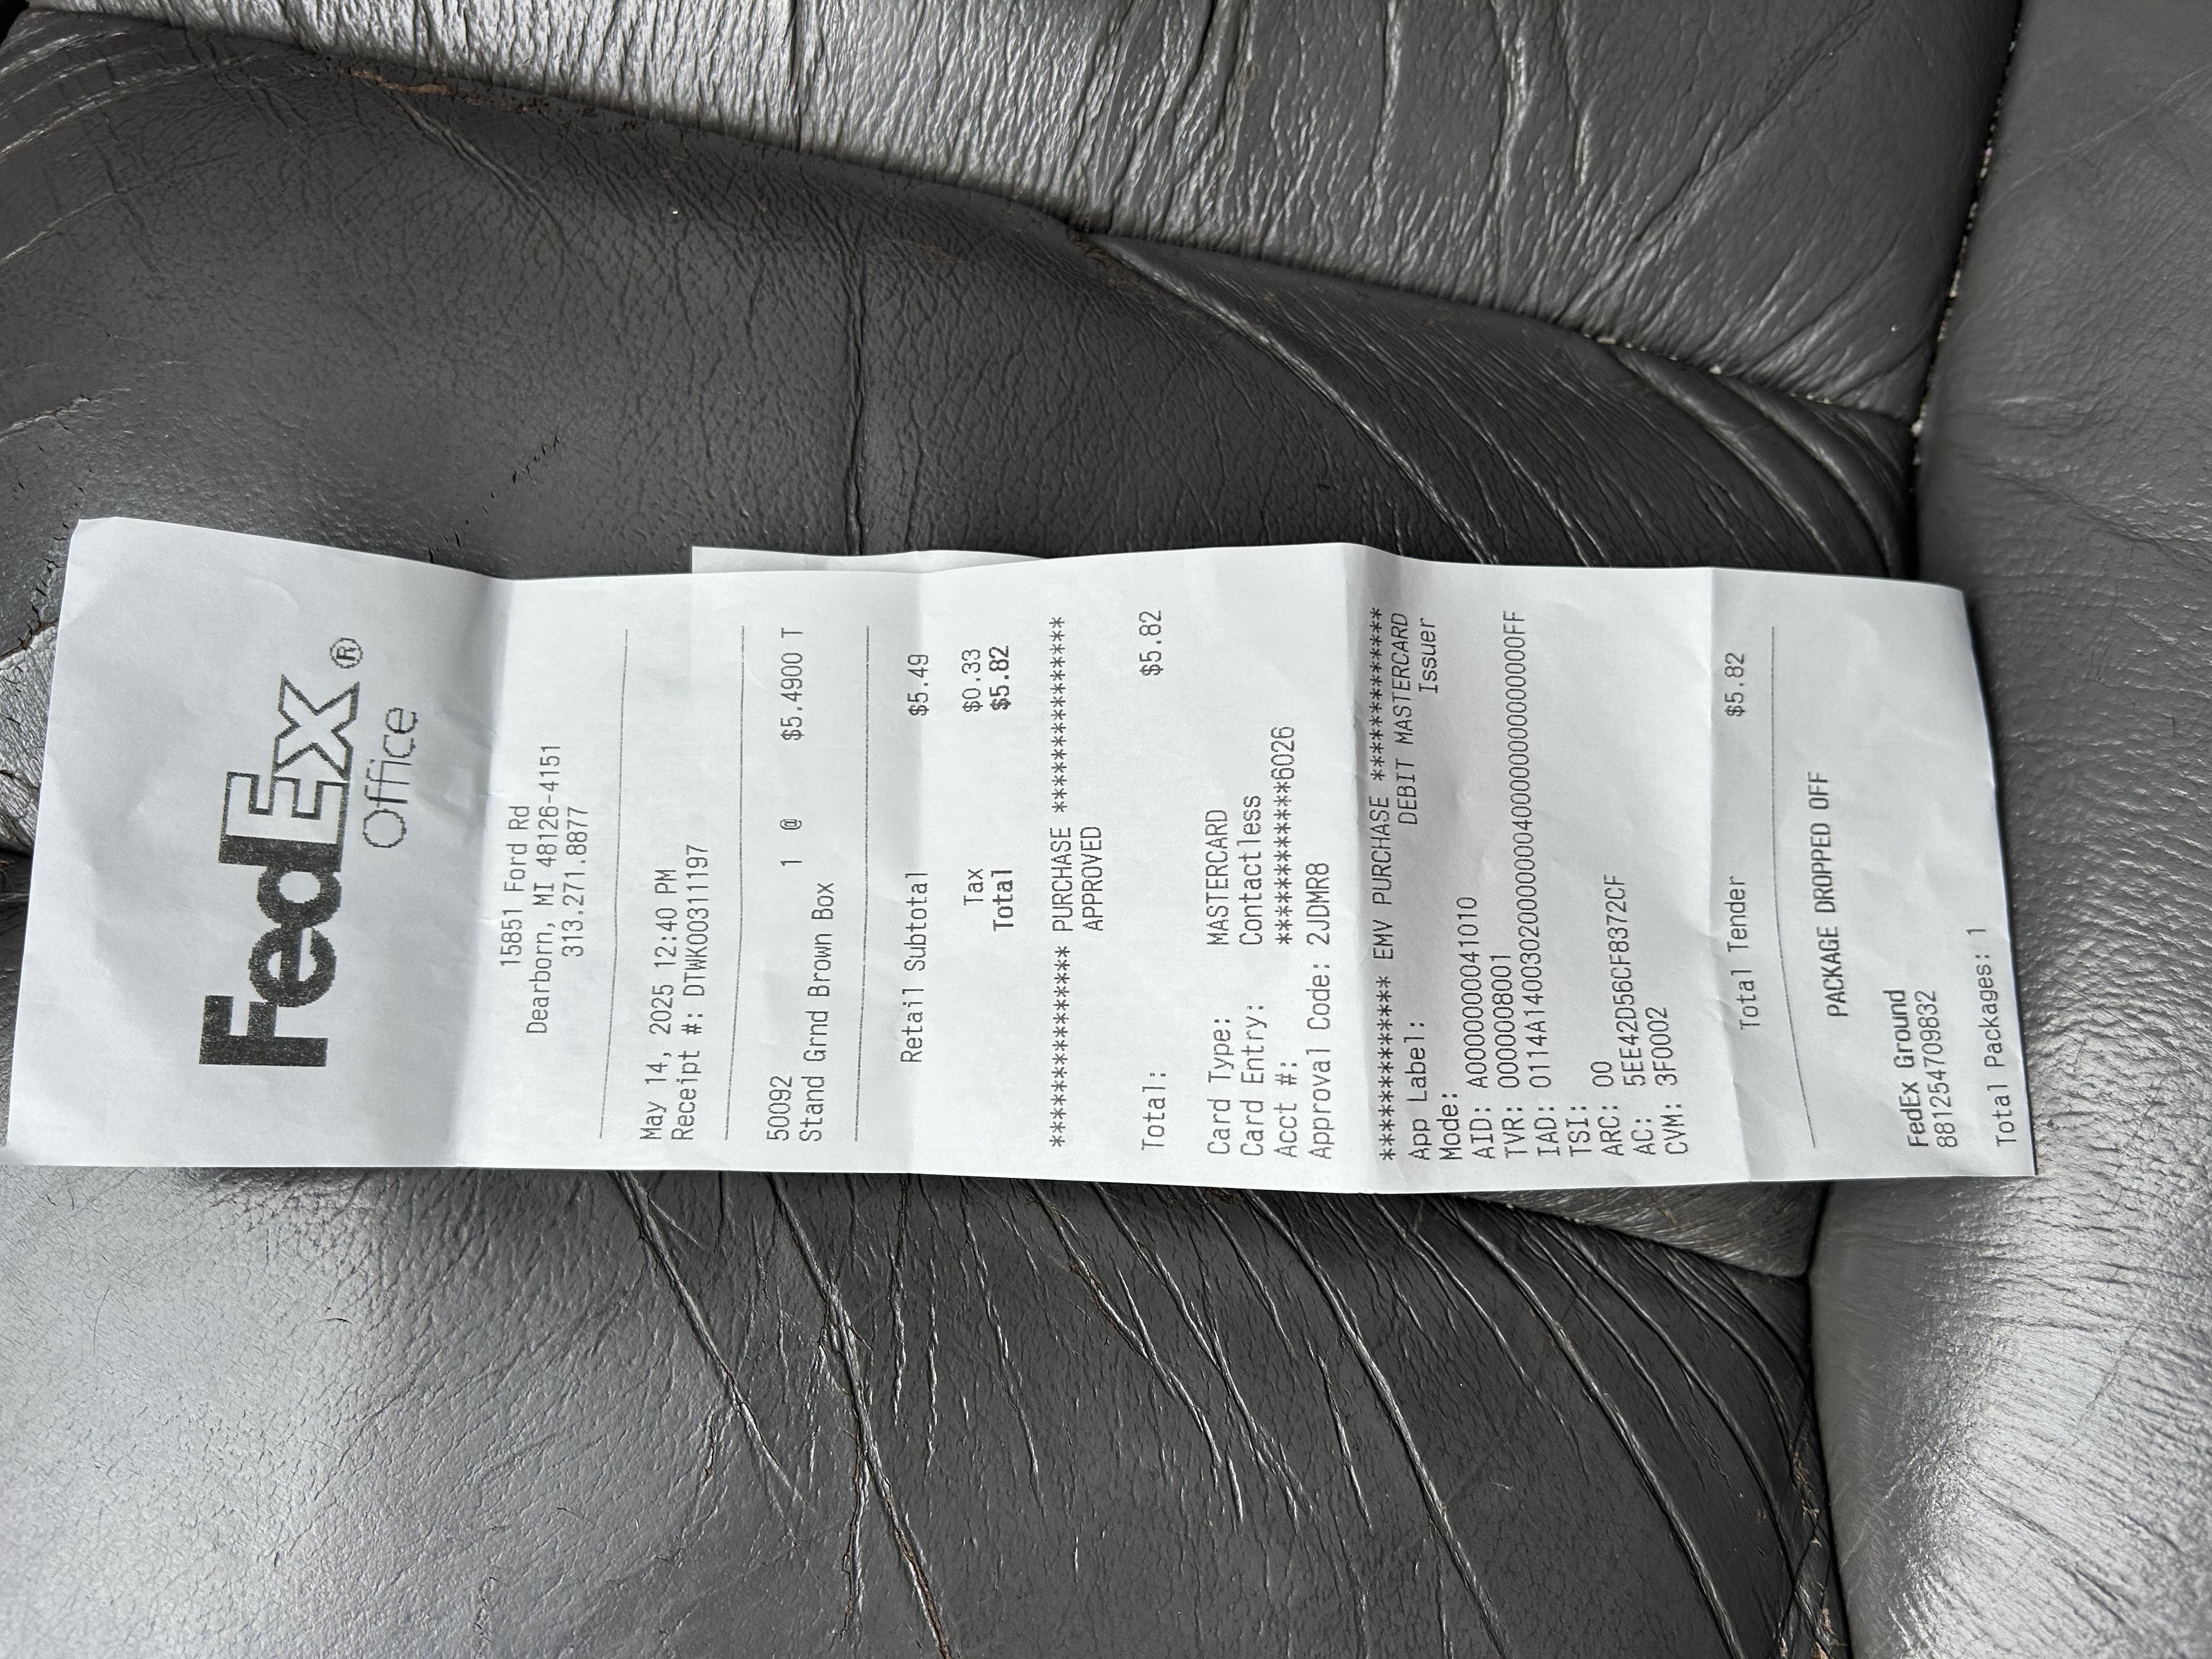 FedEx®
Office
15851 Ford Rd
Dearborn, MI 48126-4151
313.271.8877
May 14, 2025 12:40 PM
Receipt #: DTWK00311197
50092 1 @ $5.4900 T
Stand Grnd Brown Box
Retail Subtotal $5.49
Tax $0.33
Total $5.82
**************** PURCHASE ****************
APPROVED
Total: $5.82
Card Type: MASTERCARD
Card Entry: Contactless
Acct #: ************6026
Approval Code: 2JDMR8
************** EMV PURCHASE **************
App Label: DEBIT MASTERCARD
Mode: Issuer
AID: A0000000041010
TVR: 0000008001
TSI:
ARC: 00
AC: 5EE42D56CF8372CF
CVM: 3F0002
Total Tender $5.82
PACKAGE DROPPED OFF
FedEx Ground
881125470983​2
Total Packages: 1